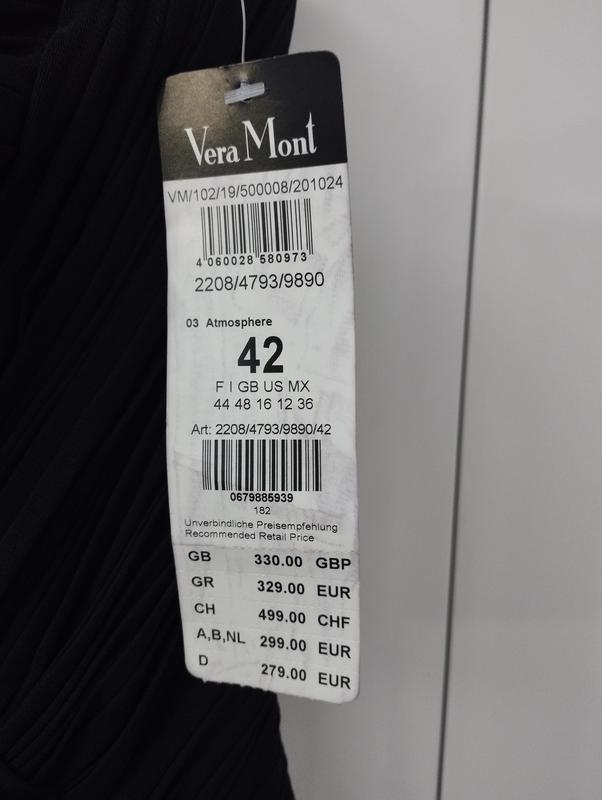 Vera Mont
VM/102/19/500008/201024
4 060028 580973
2208/4793/9890
03 Atmosphere
42
F I GB US MX
44 48 16 12 36
Art: 2208/4793/9890/42
0679885939
182
Unverbindliche Preisempfehlung
Recommended Retail Price
GB 330.00 GBP
GR 329.00 EUR
CH 499.00 CHF
A,B,NL 299.00 EUR
D 279.00 EUR